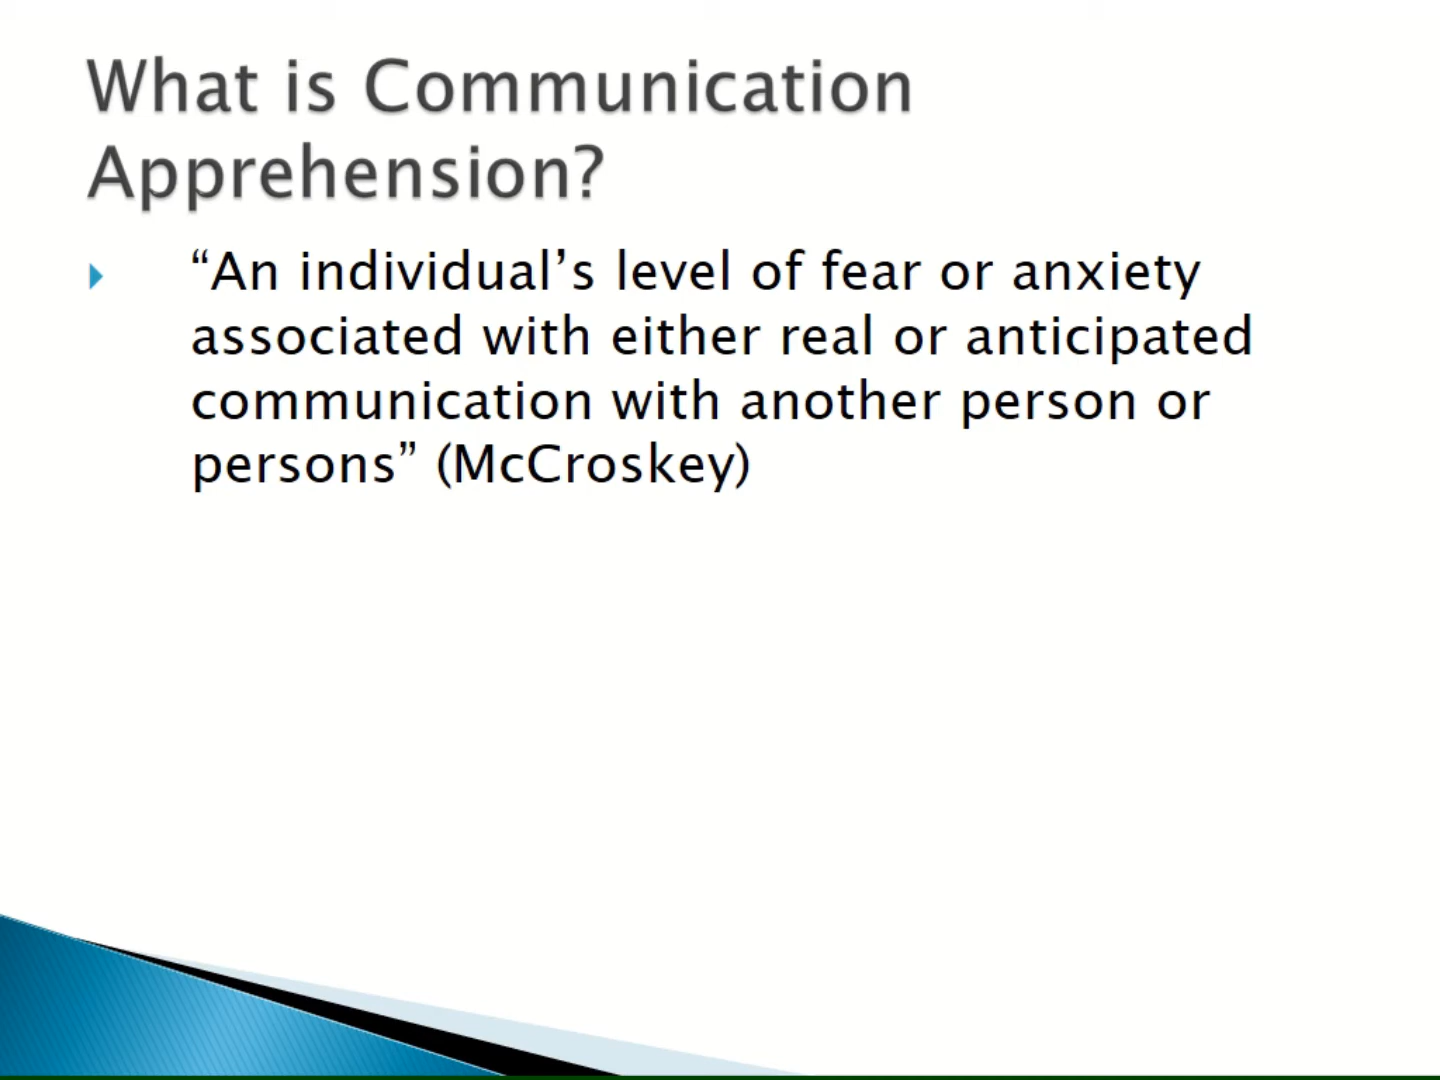 What is Communication
Apprehension?
“An individual’s level of fear or anxiety
associated with either real or anticipated
communication with another person or
persons” (McCroskey)